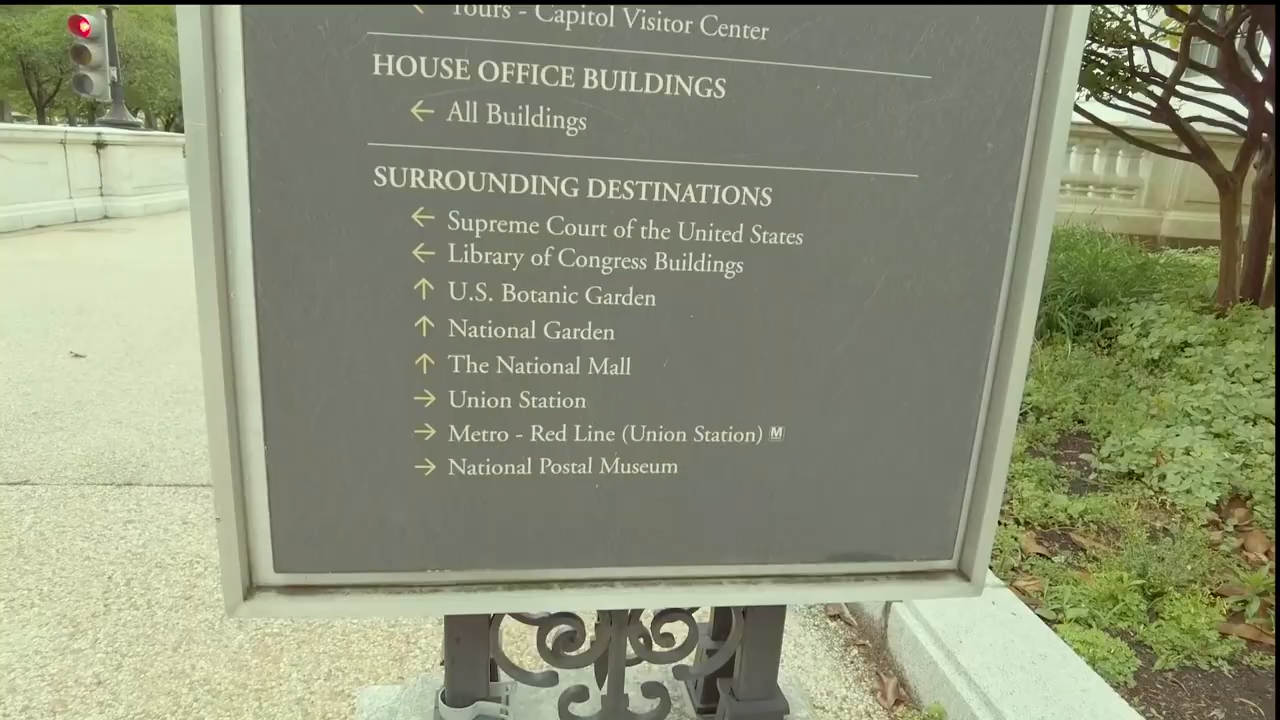 ← Tours - Capitol Visitor Center
HOUSE OFFICE BUILDINGS
← All Buildings
SURROUNDING DESTINATIONS
← Supreme Court of the United States
← Library of Congress Buildings
↑ U.S. Botanic Garden
↑ National Garden
↑ The National Mall
→ Union Station
→ Metro - Red Line (Union Station) M
→ National Postal Museum